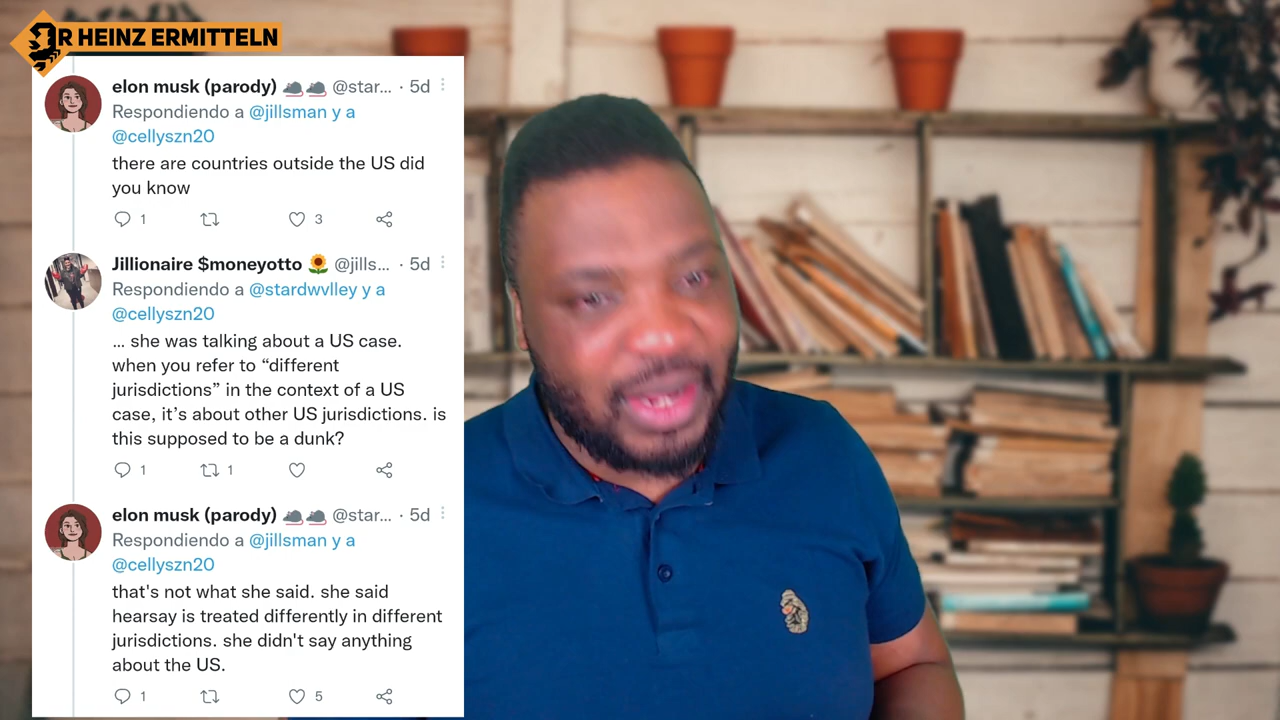 R HEINZ ERMITTELN
elon musk (parody) 🐀🐀 @star... · 5d
Respondiendo a @jillsman y a
@cellyszn20
there are countries outside the US did
you know
1 3
Jillionaire $moneyotto 🌻 @jills... · 5d
Respondiendo a @stardwvlley y a
@cellyszn20
... she was talking about a US case.
when you refer to “different
jurisdictions” in the context of a US
case, it’s about other US jurisdictions. is
this supposed to be a dunk?
1 1
elon musk (parody) 🐀🐀 @star... · 5d
Respondiendo a @jillsman y a
@cellyszn20
that's not what she said. she said
hearsay is treated differently in different
jurisdictions. she didn't say anything
about the US.
1 5